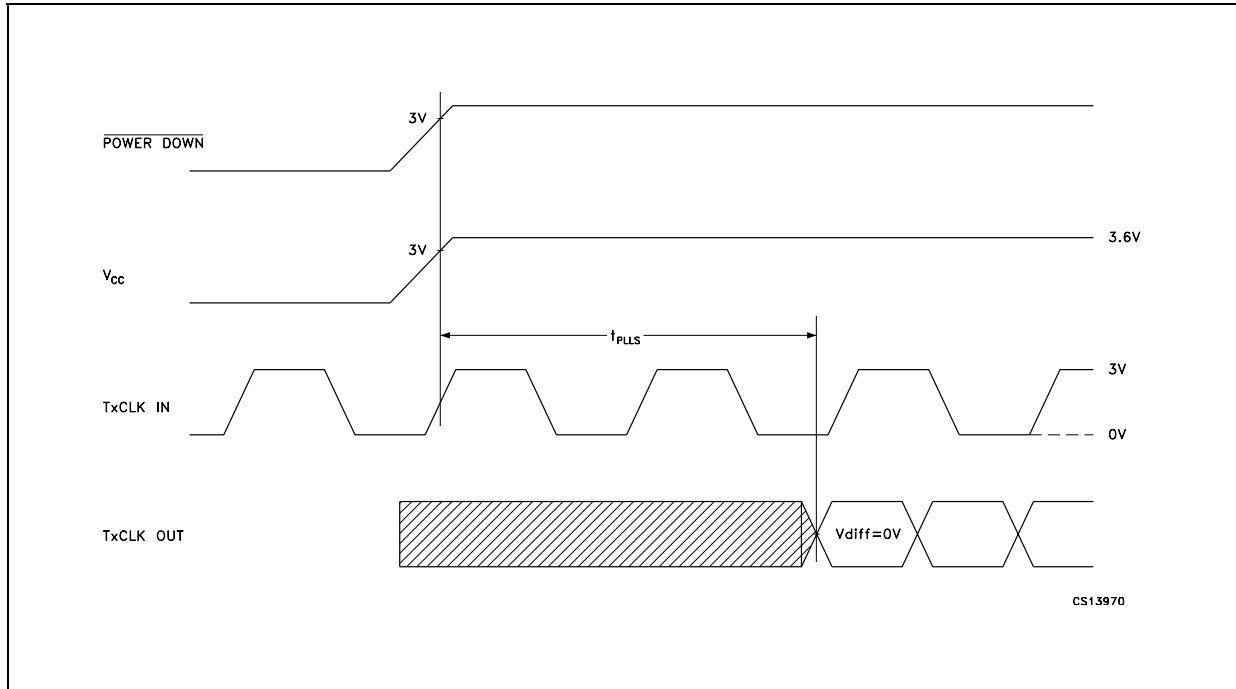 3V
POWER DOWN
3V
3.6V
VCC
tPLLS
3V
TxCLK IN
0V
TxCLK OUT
Vdiff=0V
CS13970